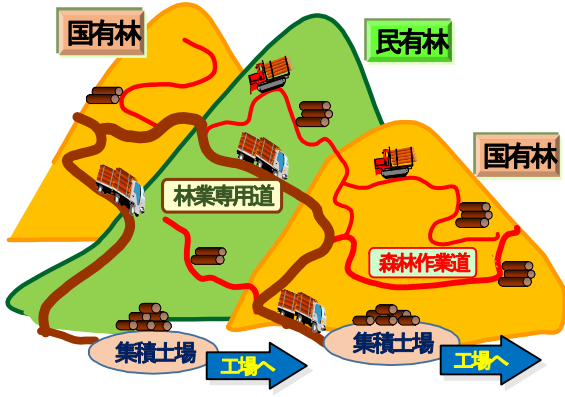 国有林
民有林
国有林
林業専用道
森林作業道
集積土場
工場へ
集積土場
工場へ